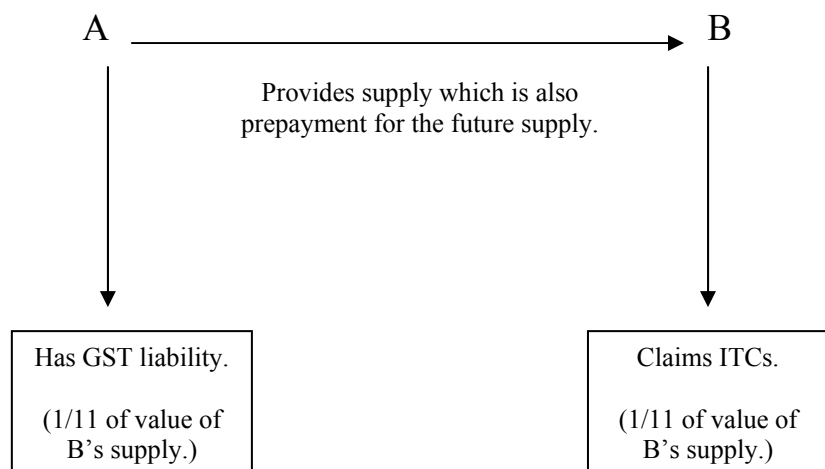 A
B
Provides supply which is also
prepayment for the future supply.
Has GST liability.
(1/11 of value of
B’s supply.)
Claims ITCs.
(1/11 of value of
B’s supply.)